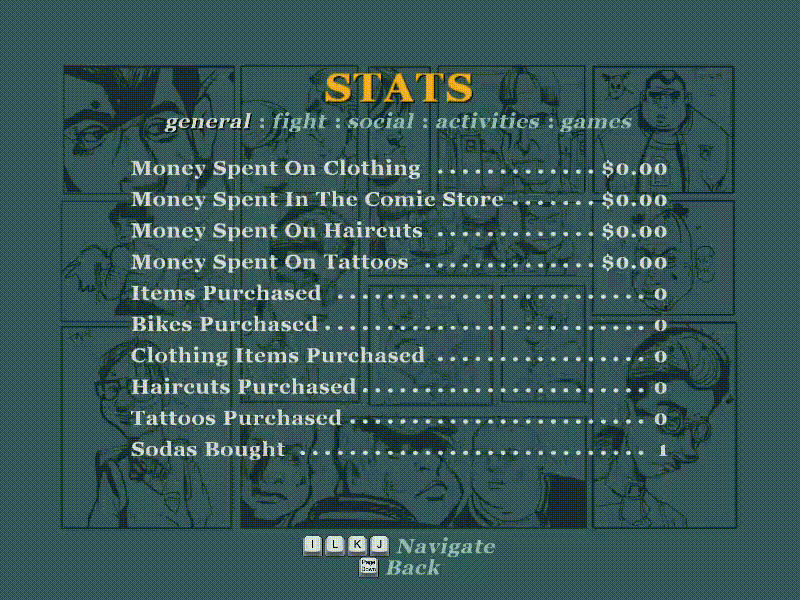 STATS
general : fight : social : activities : games
Money Spent On Clothing ............. $0.00
Money Spent In The Comic Store ....... $0.00
Money Spent On Haircuts ............. $0.00
Money Spent On Tattoos .............. $0.00
Items Purchased .......................... 0
Bikes Purchased ........................... 0
Clothing Items Purchased ................. 0
Haircuts Purchased ........................ 0
Tattoos Purchased ......................... 0
Sodas Bought ............................. 1
I L K J Navigate
Page Down Back